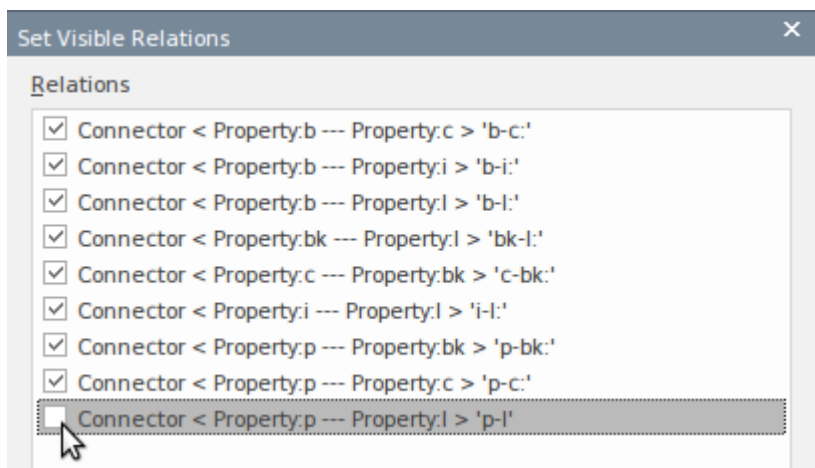 Set Visible Relations
Relations
Connector < Property:b --- Property:c > 'b-c:'
Connector < Property:b --- Property:i > 'b-i:'
Connector < Property:b --- Property:l > 'b-l:'
Connector < Property:bk --- Property:l > 'bk-l:'
Connector < Property:c --- Property:bk > 'c-bk:'
Connector < Property:i --- Property:l > 'i-l:'
Connector < Property:p --- Property:bk > 'p-bk:'
Connector < Property:p --- Property:c > 'p-c:'
Connector < Property:p --- Property:l > 'p-l'